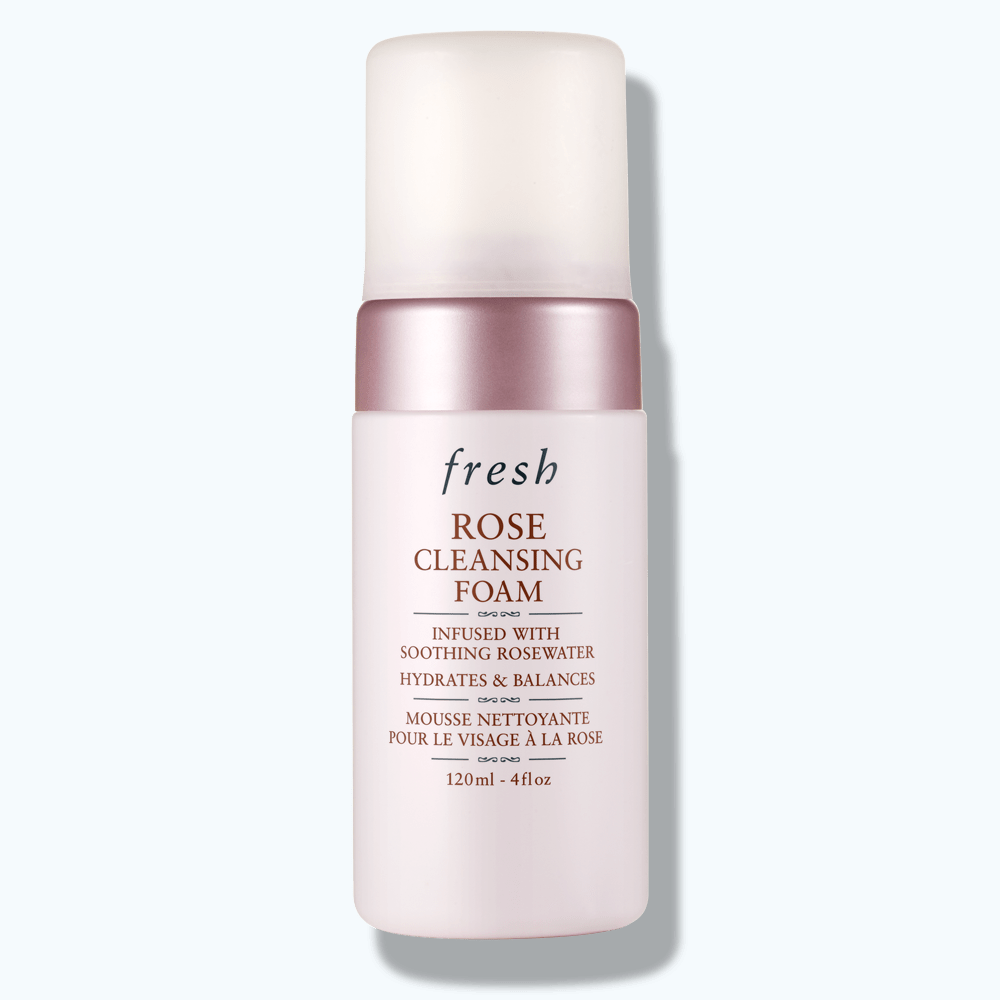 fresh
ROSE
CLEANSING
FOAM
INFUSED WITH
SOOTHING ROSEWATER
HYDRATES & BALANCES
MOUSSE NETTOYANTE
POUR LE VISAGE À LA ROSE
120ml - 4fl oz